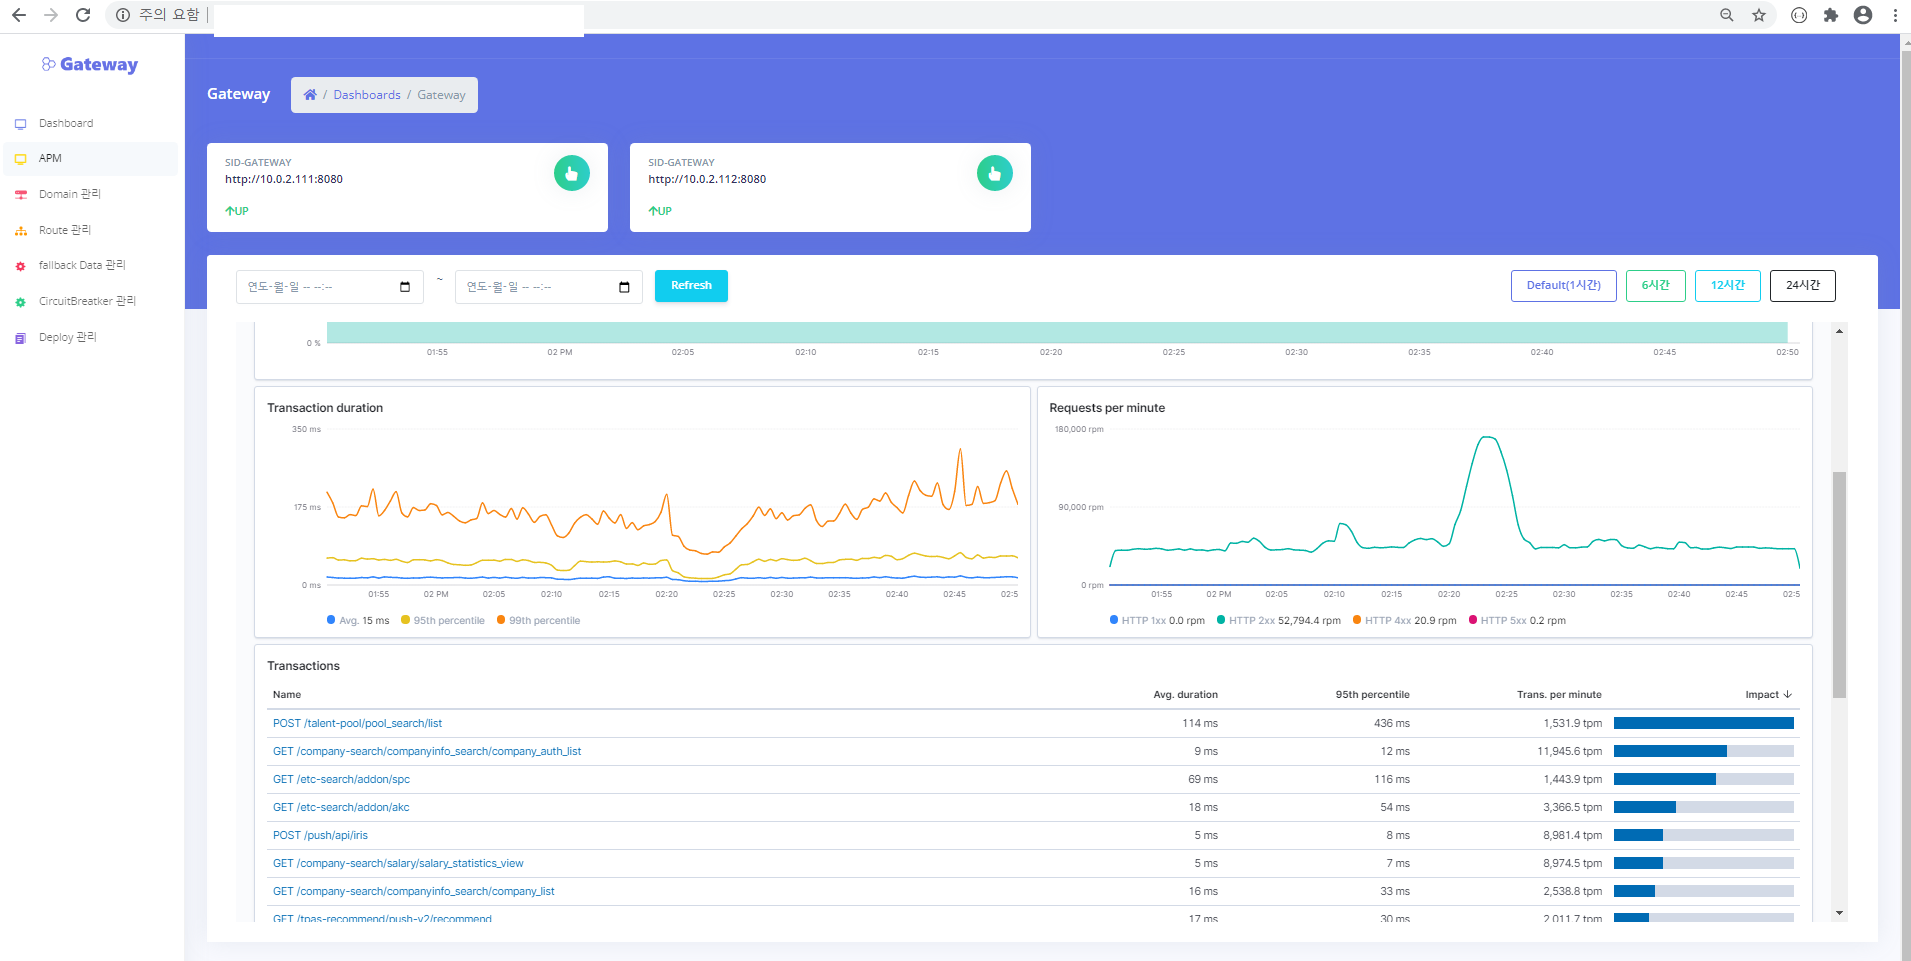 주의 요함
Gateway
Dashboard
APM
Domain 관리
Route 관리
fallback Data 관리
CircuitBreatker 관리
Deploy 관리
Gateway / Dashboards / Gateway
SID-GATEWAY
http://10.0.2.111:8080
UP
SID-GATEWAY
http://10.0.2.112:8080
UP
연도-월-일 -- --:-- ~ 연도-월-일 -- --:-- Refresh Default(1시간) 6시간 12시간 24시간
0 %
01:55 02 PM 02:05 02:10 02:15 02:20 02:25 02:30 02:35 02:40 02:45 02:50
Transaction duration
350 ms
175 ms
0 ms
01:55 02 PM 02:05 02:10 02:15 02:20 02:25 02:30 02:35 02:40 02:45 02:5
Avg. 15 ms 95th percentile 99th percentile
Requests per minute
180,000 rpm
90,000 rpm
0 rpm
01:55 02 PM 02:05 02:10 02:15 02:20 02:25 02:30 02:35 02:40 02:45 02:5
HTTP 1xx 0.0 rpm HTTP 2xx 52,794.4 rpm HTTP 4xx 20.9 rpm HTTP 5xx 0.2 rpm
Transactions
Name Avg. duration 95th percentile Trans. per minute Impact
POST /talent-pool/pool_search/list 114 ms 436 ms 1,531.9 tpm
GET /company-search/companyinfo_search/company_auth_list 9 ms 12 ms 11,945.6 tpm
GET /etc-search/addon/spc 69 ms 116 ms 1,443.9 tpm
GET /etc-search/addon/akc 18 ms 54 ms 3,366.5 tpm
POST /push/api/iris 5 ms 8 ms 8,981.4 tpm
GET /company-search/salary/salary_statistics_view 5 ms 7 ms 8,974.5 tpm
GET /company-search/companyinfo_search/company_list 16 ms 33 ms 2,538.8 tpm
GET /tpas-recommend/push-v2/recommend 17 ms 30 ms 2,011.7 tpm